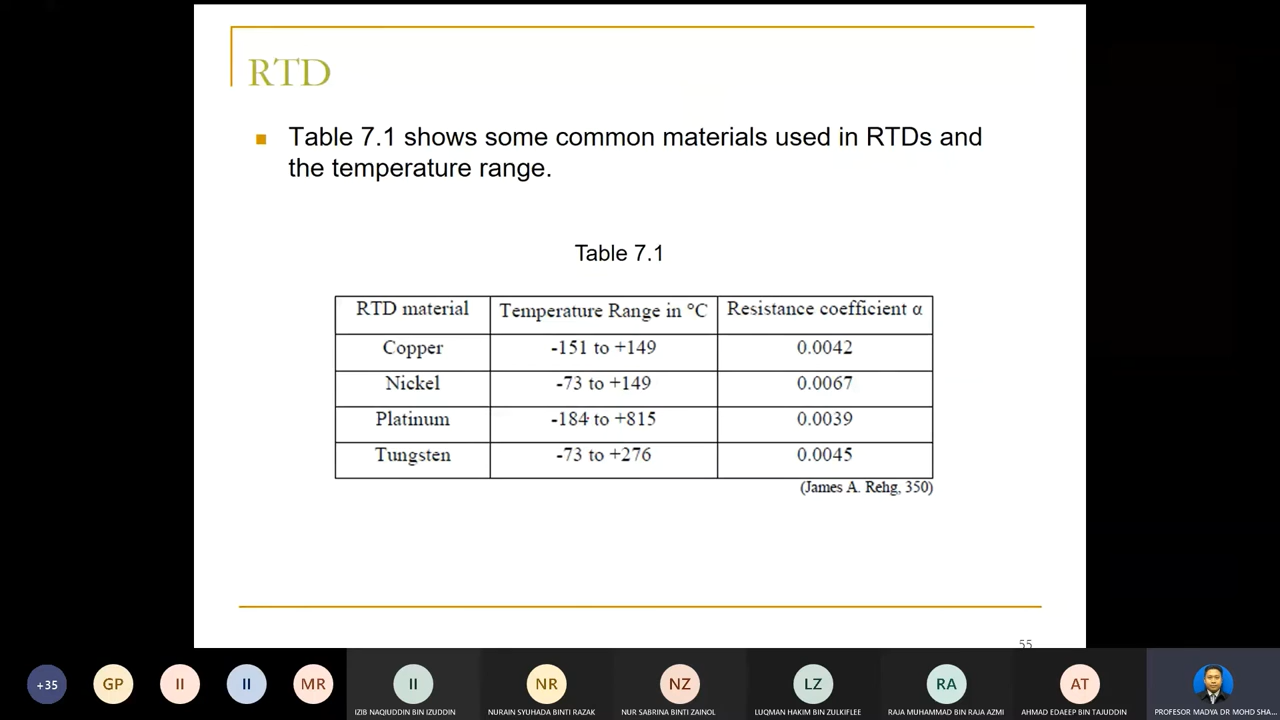 RTD
Table 7.1 shows some common materials used in RTDs and
the temperature range.
Table 7.1
RTD material Temperature Range in °C Resistance coefficient α
Copper -151 to +149 0.0042
Nickel -73 to +149 0.0067
Platinum -184 to +815 0.0039
Tungsten -73 to +276 0.0045
(James A. Rehg, 350)
55
+35 GP II II MR II NR NZ LZ RA AT
IZIB NAQIUDDIN BIN IZUDDIN NURAIN SYUHADA BINTI RAZAK NUR SABRINA BINTI ZAINOL LUQMAN HAKIM BIN ZULKIFLEE RAJA MUHAMMAD BIN RAJA AZMI AHMAD EDAEEP BIN TAJUDDIN PROFESOR MADYA DR MOHD SHA...